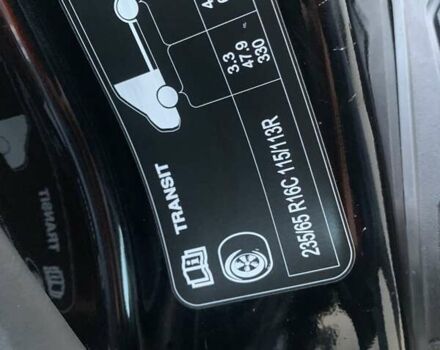 TRANSIT
3.3
47.9
330
235/65 R16C 115/113R
TRANSIT